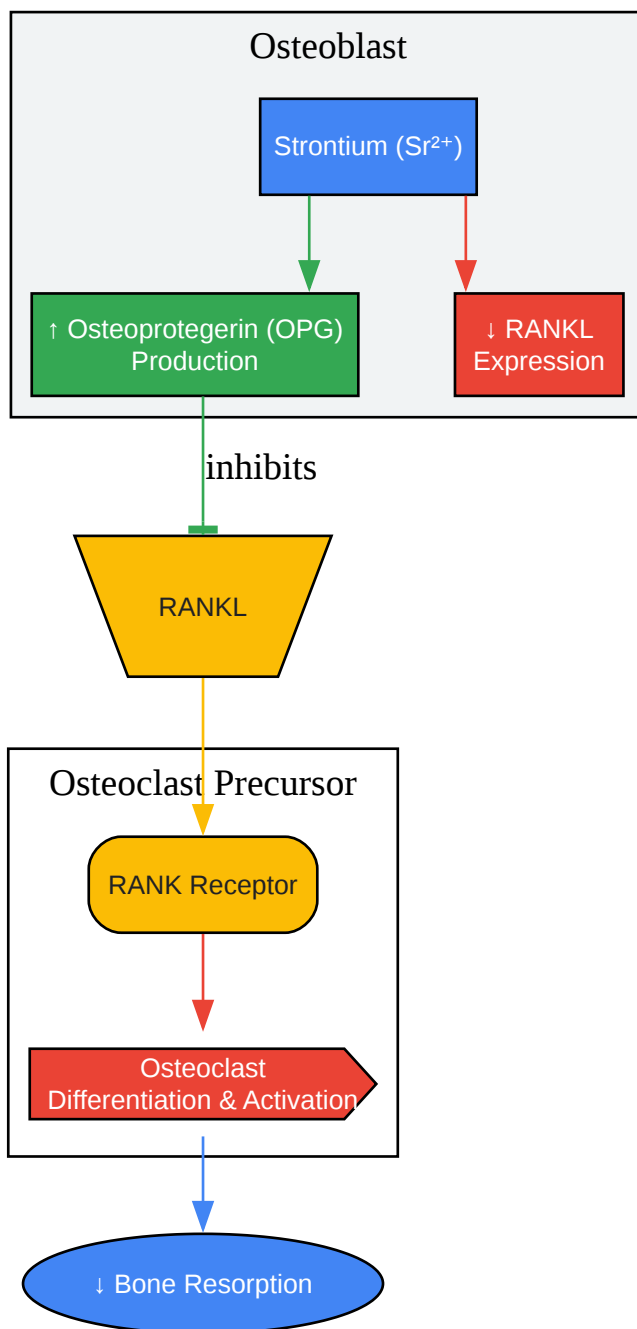 Osteoblast
Strontium (Sr²⁺)
↑ Osteoprotegerin (OPG)
Production
↓ RANKL
Expression
inhibits
RANKL
Osteoclast Precursor
RANK Receptor
Osteoclast
Differentiation & Activation
↓ Bone Resorption